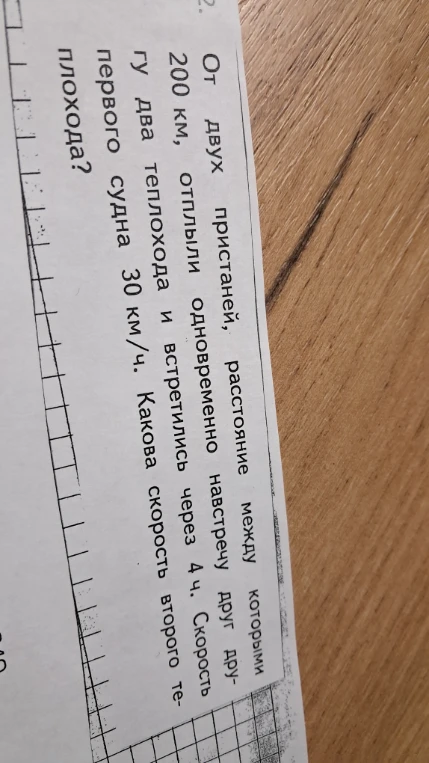 2.
От двух пристаней, расстояние между которыми
200 км, отплыли одновременно навстречу друг дру-
гу два теплохода и встретились через 4 ч. Скорость
первого судна 30 км/ч. Какова скорость второго те-
плохода?